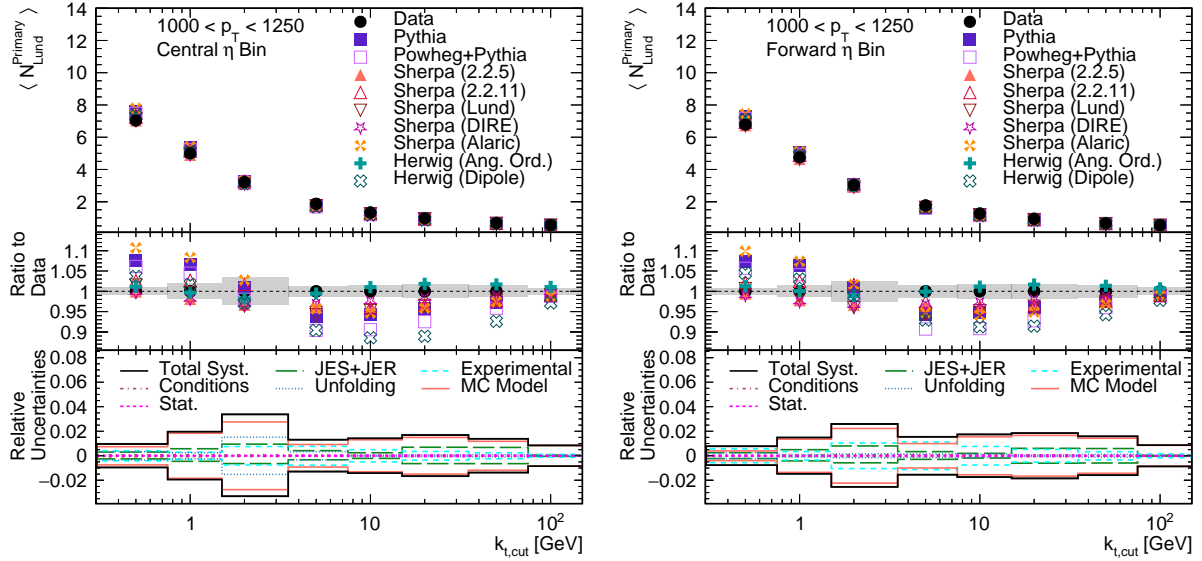 ⟨ N_Lund^Primary ⟩
14
12
10
8
6
4
2
1000 < p_T < 1250
Central η Bin
Data
Pythia
Powheg+Pythia
Sherpa (2.2.5)
Sherpa (2.2.11)
Sherpa (Lund)
Sherpa (DIRE)
Sherpa (Alaric)
Herwig (Ang. Ord.)
Herwig (Dipole)
Ratio to
Data
1.1
1.05
1
0.95
0.9
Relative
Uncertainties
0.08
0.06
0.04
0.02
0
−0.02
Total Syst.
JES+JER
Experimental
Conditions
Unfolding
MC Model
Stat.
1
10
10²
k_t,cut [GeV]
⟨ N_Lund^Primary ⟩
14
12
10
8
6
4
2
1000 < p_T < 1250
Forward η Bin
Data
Pythia
Powheg+Pythia
Sherpa (2.2.5)
Sherpa (2.2.11)
Sherpa (Lund)
Sherpa (DIRE)
Sherpa (Alaric)
Herwig (Ang. Ord.)
Herwig (Dipole)
Ratio to
Data
1.1
1.05
1
0.95
0.9
Relative
Uncertainties
0.08
0.06
0.04
0.02
0
−0.02
Total Syst.
JES+JER
Experimental
Conditions
Unfolding
MC Model
Stat.
1
10
10²
k_t,cut [GeV]